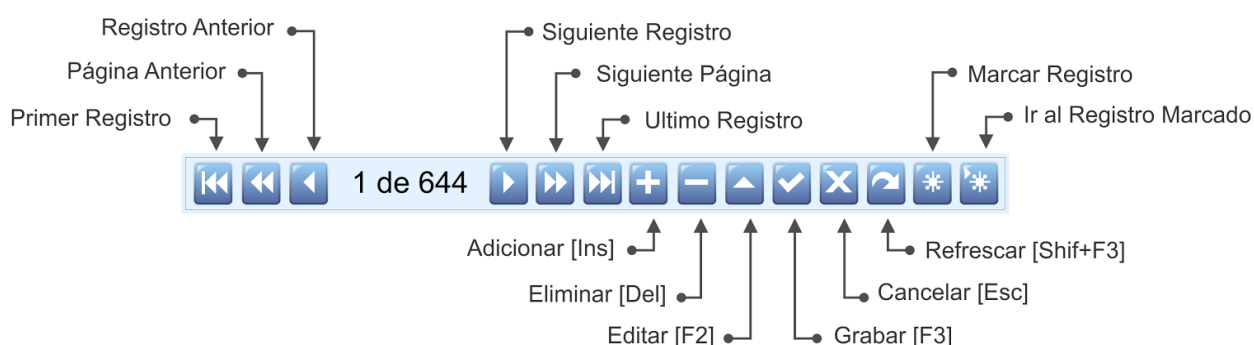 Registro Anterior
Siguiente Registro
Página Anterior
Siguiente Página
Marcar Registro
Primer Registro
Ultimo Registro
Ir al Registro Marcado
1 de 644
Adicionar [Ins]
Refrescar [Shif+F3]
Eliminar [Del]
Cancelar [Esc]
Editar [F2]
Grabar [F3]